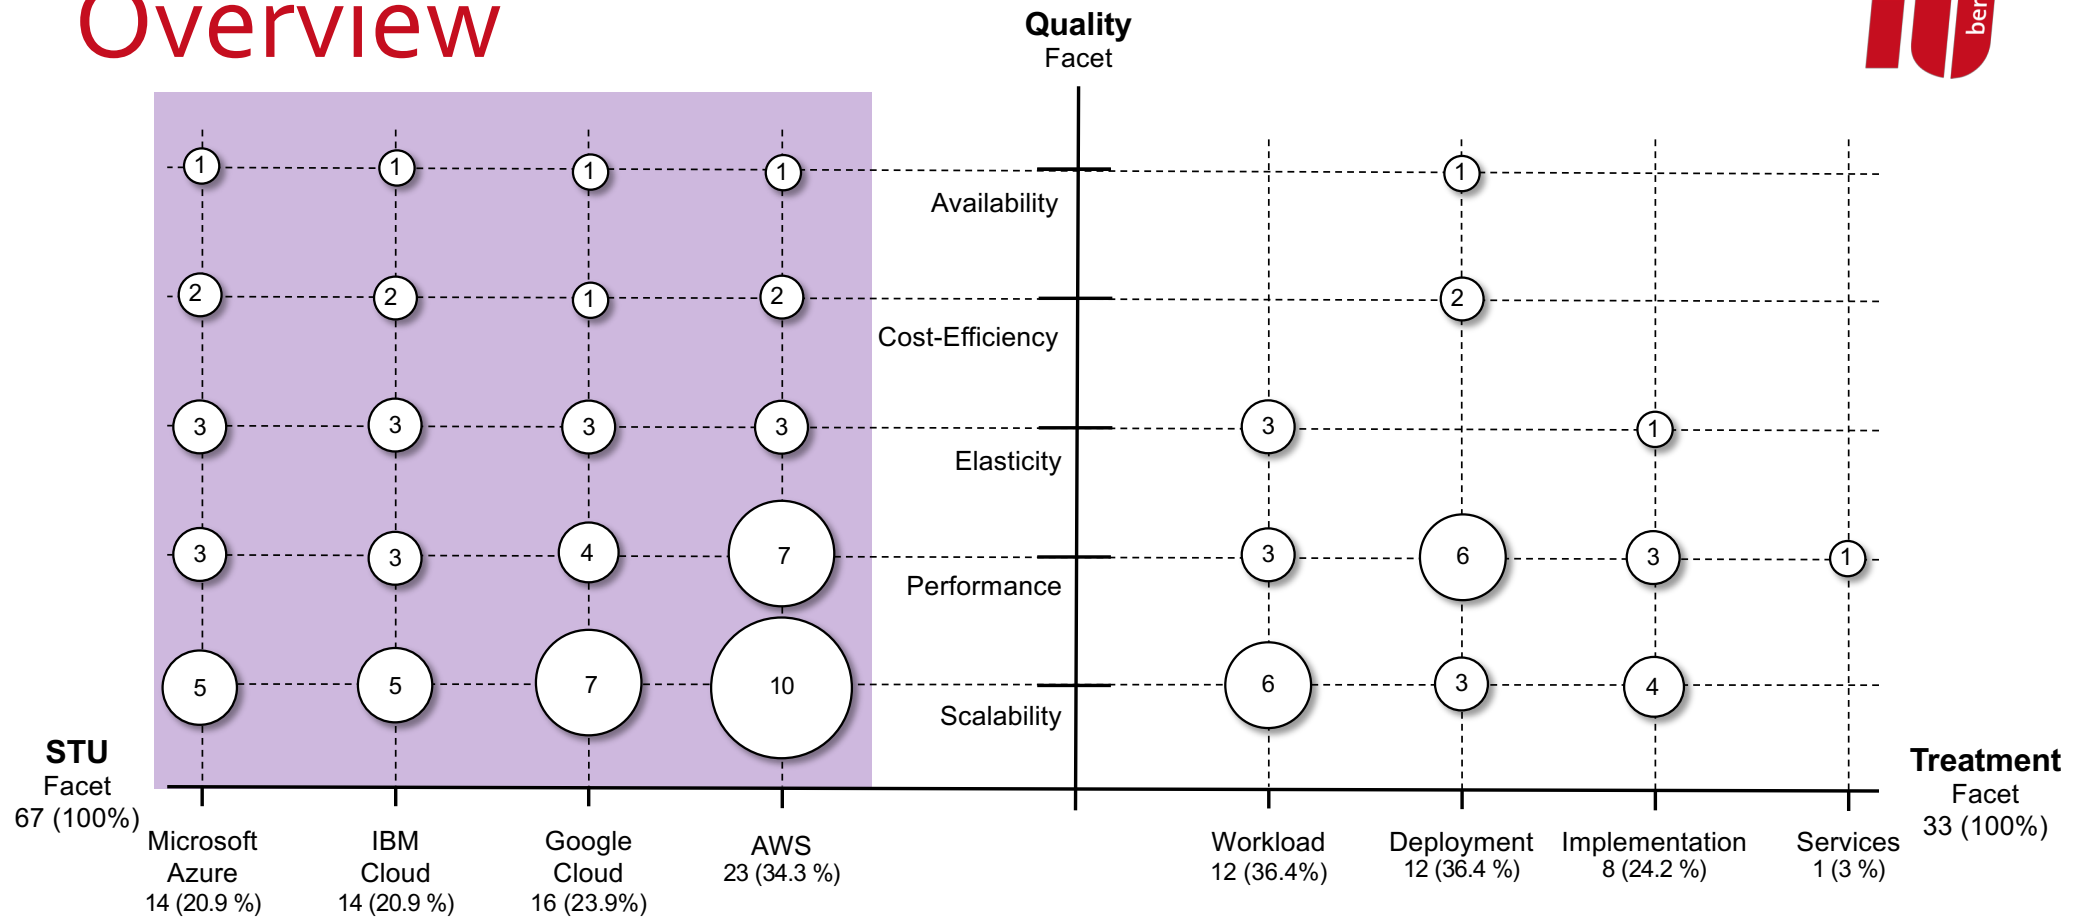 Overview
ber
Quality
Facet
1
1
1
1
1
Availability
2
2
1
2
2
Cost-Efficiency
3
3
3
3
3
1
Elasticity
3
3
4
7
3
6
3
1
Performance
5
5
7
10
6
3
4
Scalability
STU
Facet
67 (100%)
Treatment
Facet
33 (100%)
Microsoft
Azure
14 (20.9 %)
IBM
Cloud
14 (20.9 %)
Google
Cloud
16 (23.9%)
AWS
23 (34.3 %)
Workload
12 (36.4%)
Deployment
12 (36.4 %)
Implementation
8 (24.2 %)
Services
1 (3 %)